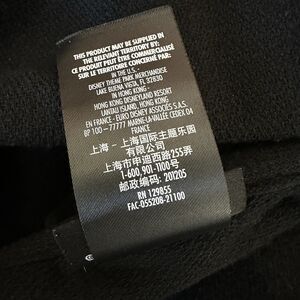 THIS PRODUCT MAY BE SUPPLIED IN
THE RELEVANT TERRITORY BY:
CE PRODUIT PEUT ÊTRE COMMERCIALISÉ
SUR LE TERRITOIRE CONCERNÉ PAR:
IN THE U.S. -
DISNEY THEME PARK MERCHANDISE
LAKE BUENA VISTA, FL 32830
IN HONG KONG -
HONG KONG DISNEYLAND RESORT
LANTAU ISLAND, HONG KONG
EN FRANCE - EURO DISNEY ASSOCIÉS S.A.S.
BP 100-77777 MARNE-LA-VALLÉE CEDEX 04
FRANCE
上海 - 上海国际主题乐园
有限公司
上海市申迪西路255弄
1-600,901-1100号
邮政编码: 201205
RN 129855
FAC-055208-21100